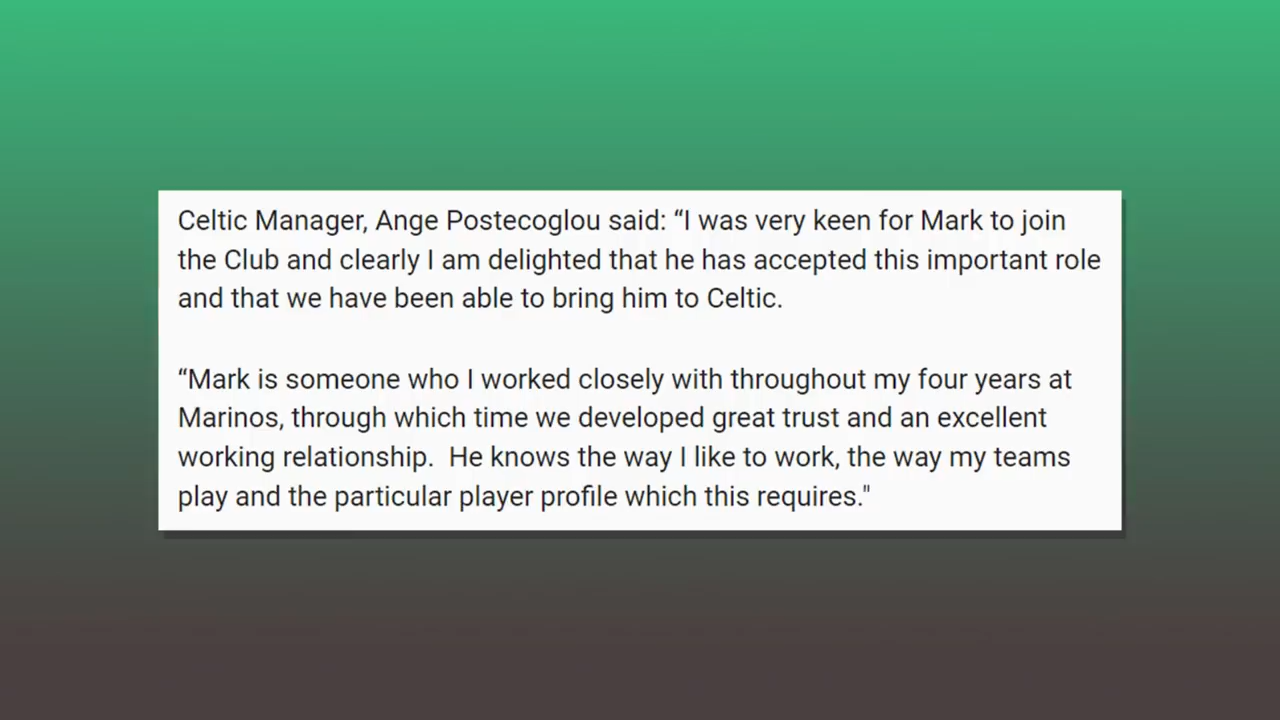 Celtic Manager, Ange Postecoglou said: “I was very keen for Mark to join
the Club and clearly I am delighted that he has accepted this important role
and that we have been able to bring him to Celtic.
“Mark is someone who I worked closely with throughout my four years at
Marinos, through which time we developed great trust and an excellent
working relationship.  He knows the way I like to work, the way my teams
play and the particular player profile which this requires."